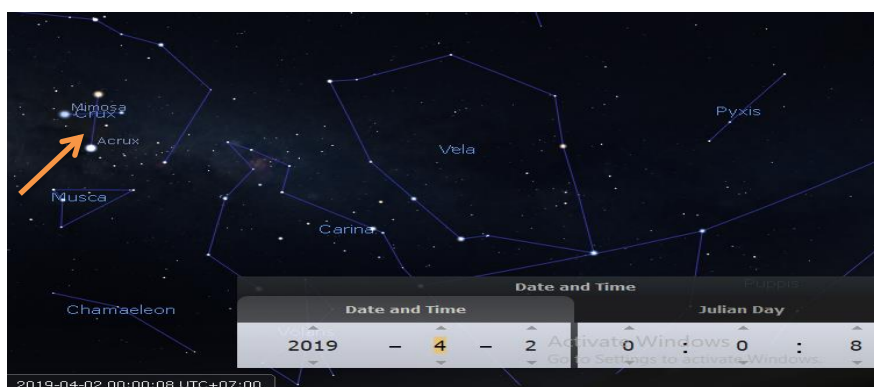 Mimosa
Crux
Acrux
Pyxis
Vela
Musca
Carina
Date and Time
Puppis
Chamaeleon
Date and Time
Julian Day
Volans
2019 – 4 – 2
0 : 0 : 8
Activate Windows
Go to Settings to activate Windows.
2019-04-02 00:00:08 UTC+07:00